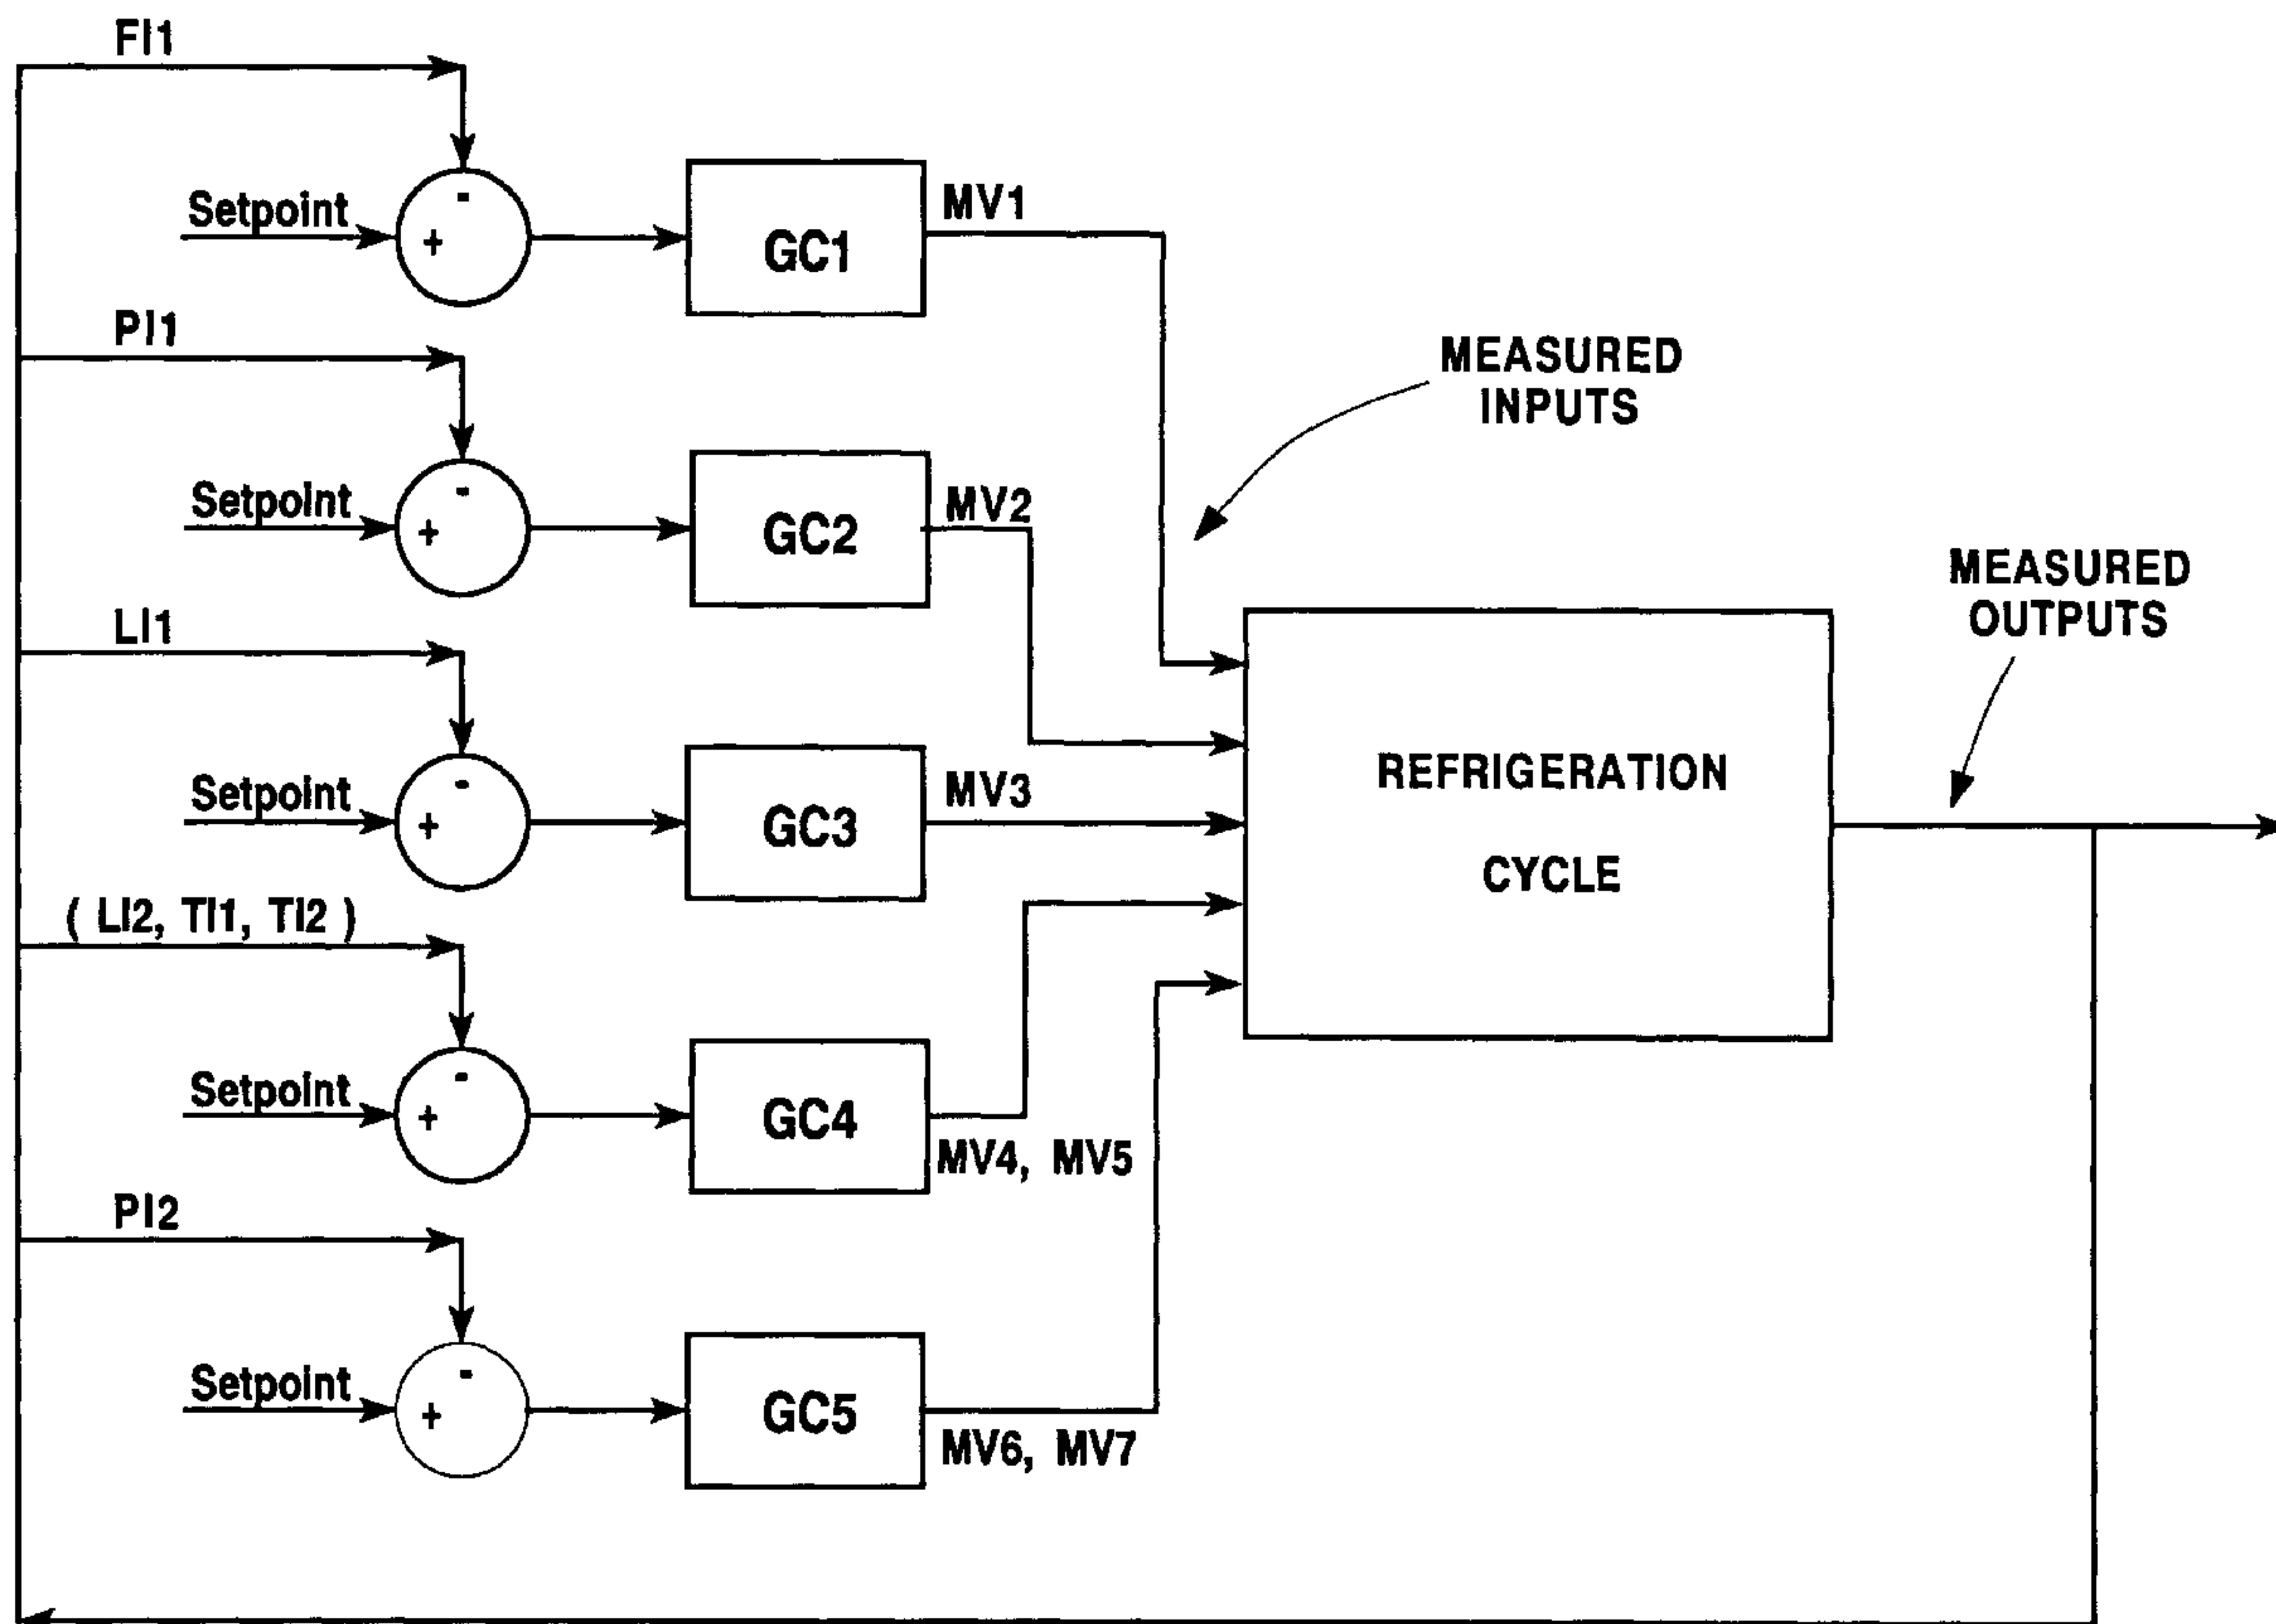 FI1
Setpoint
-
+
GC1
MV1
PI1
Setpoint
-
+
GC2
MV2
MEASURED
INPUTS
LI1
Setpoint
-
+
GC3
MV3
MEASURED
OUTPUTS
REFRIGERATION
CYCLE
( LI2, TI1, TI2 )
Setpoint
-
+
GC4
MV4, MV5
PI2
Setpoint
-
+
GC5
MV6, MV7